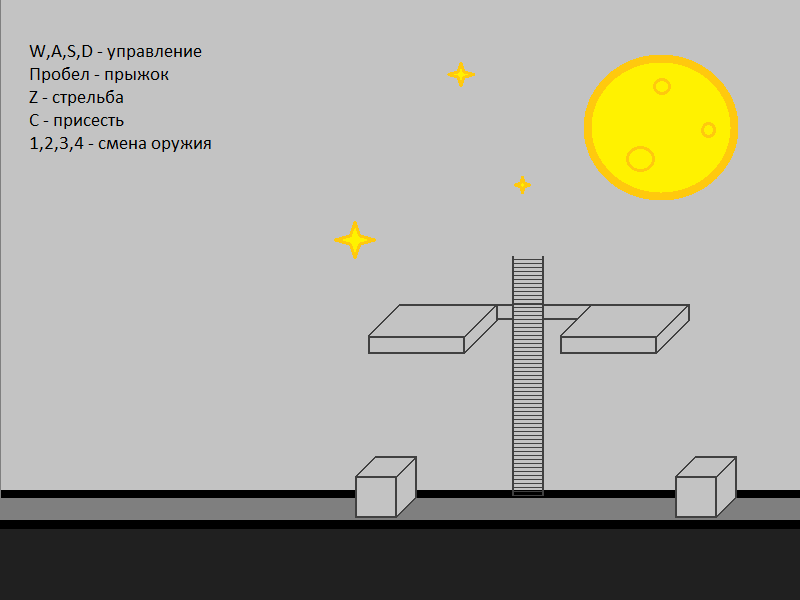 W,A,S,D - управление
Пробел - прыжок
Z - стрельба
C - присесть
1,2,3,4 - смена оружия